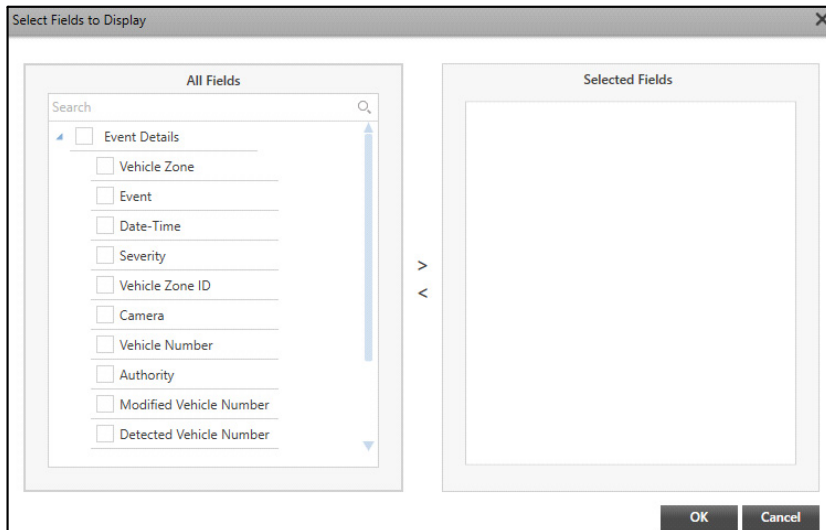 Select Fields to Display
All Fields
Search
Event Details
Vehicle Zone
Event
Date-Time
Severity
Vehicle Zone ID
Camera
Vehicle Number
Authority
Modified Vehicle Number
Detected Vehicle Number
>
<
Selected Fields
OK Cancel